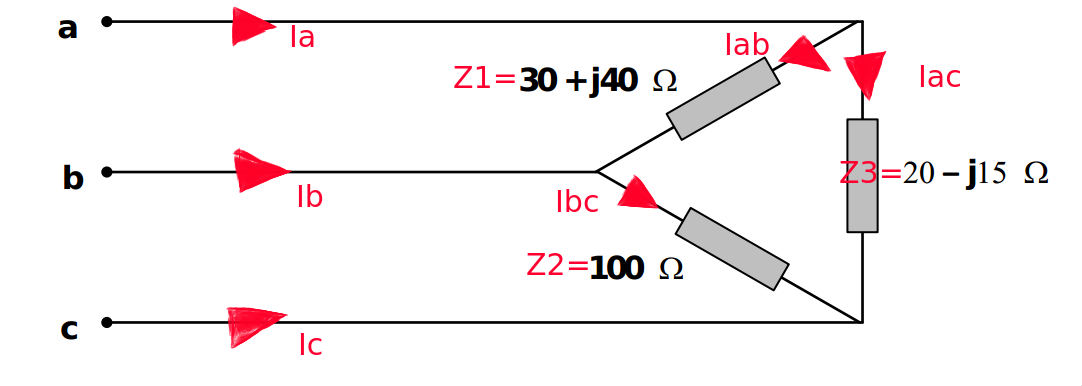 a
Ia
Iab
Iac
Z1=30 +j40 Ω
b
Ib
Ibc
Z3=20 – j15 Ω
Z2=100 Ω
c
Ic